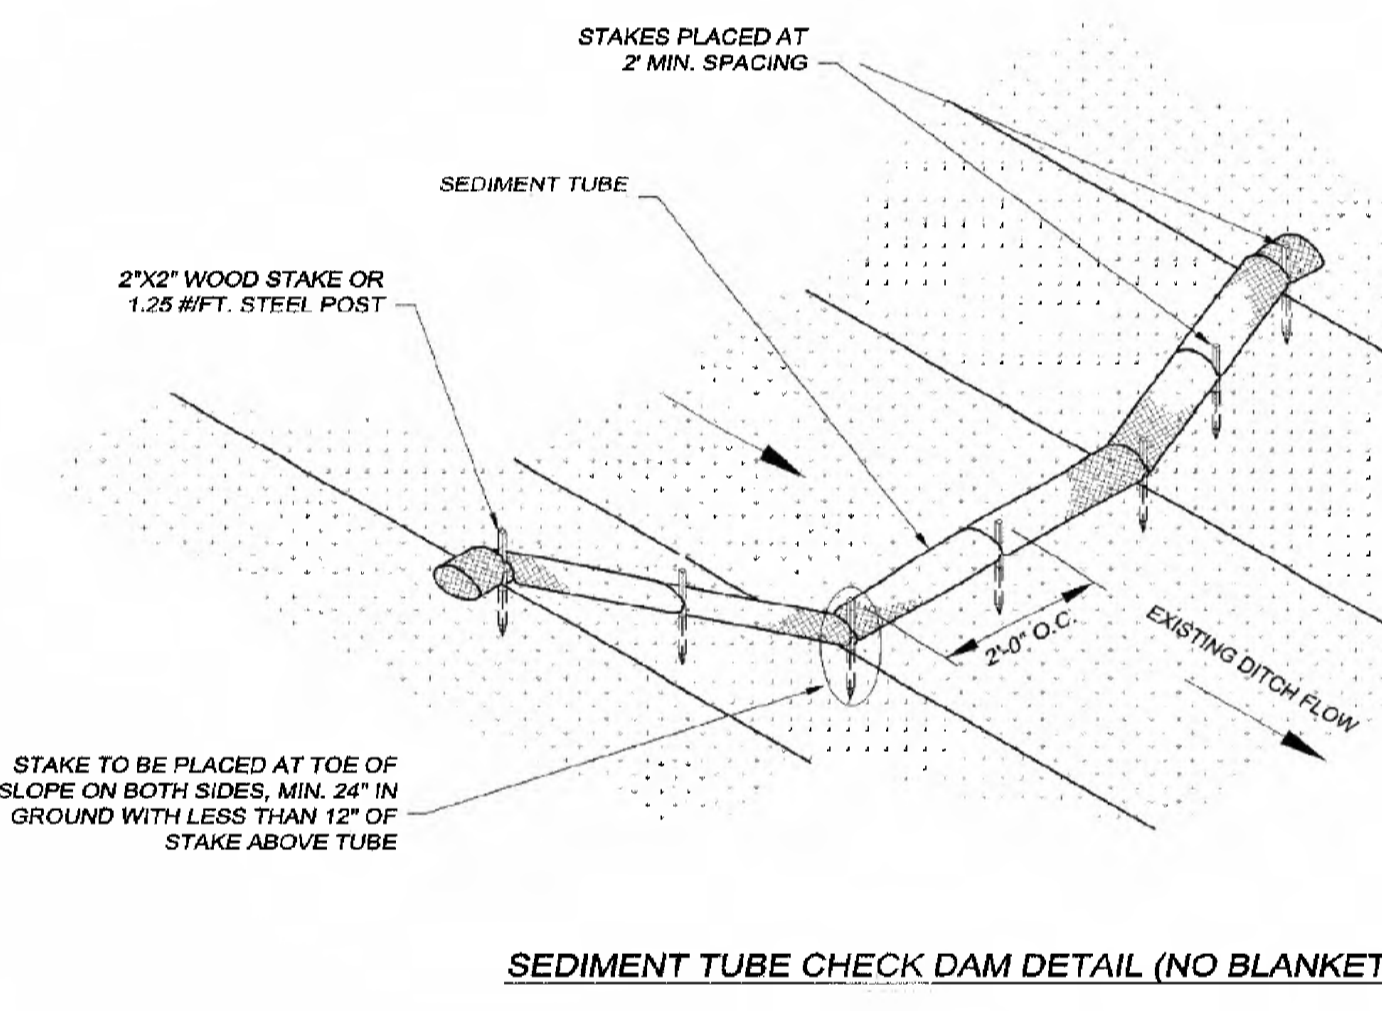 STAKES PLACED AT
2' MIN. SPACING
SEDIMENT TUBE
2"X2" WOOD STAKE OR
1.25 #/FT. STEEL POST
2'-0" O.C.
EXISTING DITCH FLOW
STAKE TO BE PLACED AT TOE OF
SLOPE ON BOTH SIDES, MIN. 24" IN
GROUND WITH LESS THAN 12" OF
STAKE ABOVE TUBE
SEDIMENT TUBE CHECK DAM DETAIL (NO BLANKET